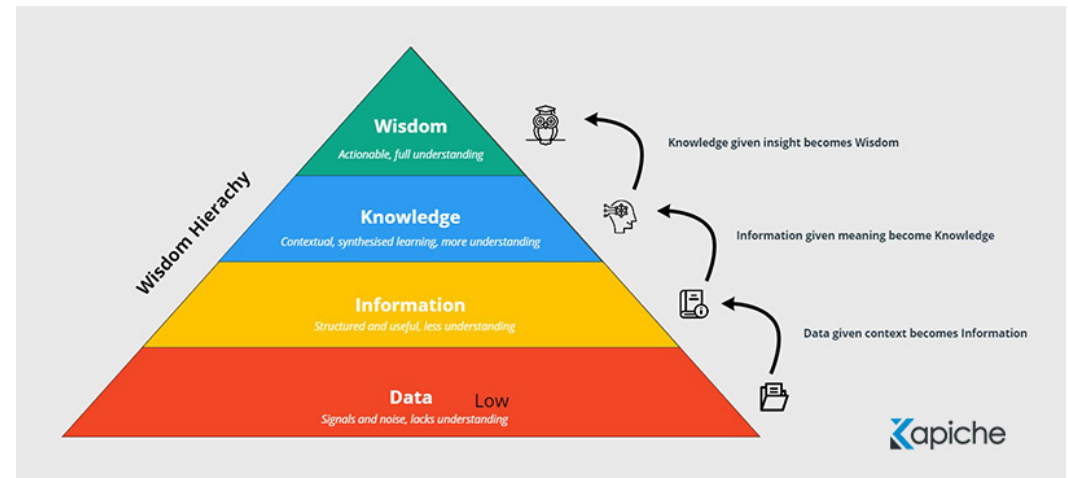 Wisdom
Actionable, full understanding
Knowledge given insight becomes Wisdom
Wisdom Hierachy
Knowledge
Contextual, synthesised learning, more understanding
Information given meaning become Knowledge
Information
Structured and useful, less understanding
Data given context becomes Information
Data Low
Signals and noise, lacks understanding
Kapiche